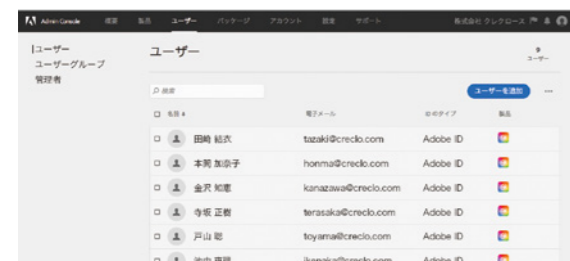 Admin Console 概要 製品 ユーザー パッケージ アカウント 設定 サポート 株式会社 クレクローズ
ユーザー
ユーザーグループ
管理者
ユーザー
9
ユーザー
検索
ユーザーを追加
名前 電子メール IDのタイプ 製品
田崎 結衣 tazaki@creclo.com Adobe ID
本間 加奈子 honma@creclo.com Adobe ID
金沢 知恵 kanazawa@creclo.com Adobe ID
寺坂 正樹 terasaka@creclo.com Adobe ID
戸山 聡 toyama@creclo.com Adobe ID
Adobe ID